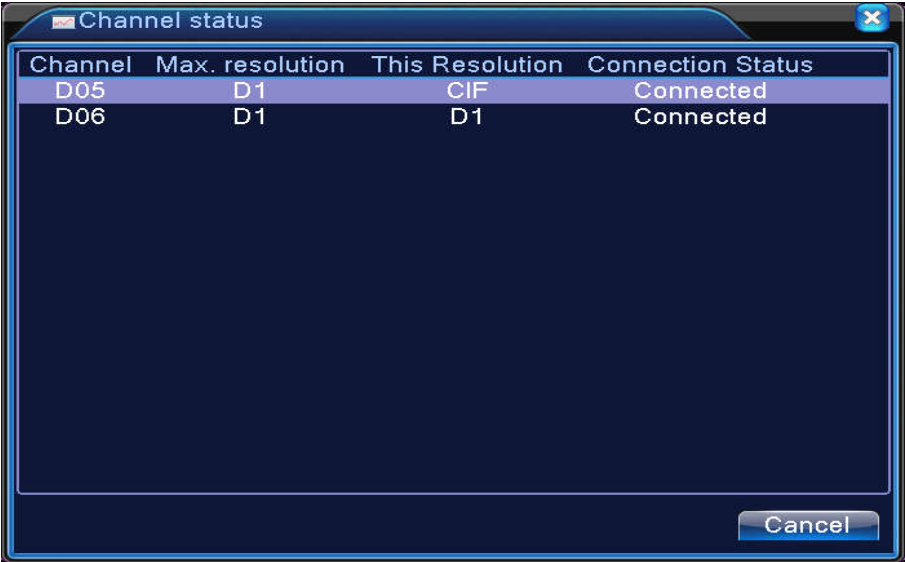 Channel status
Channel Max. resolution This Resolution Connection Status
D05 D1 CIF Connected
D06 D1 D1 Connected
Cancel